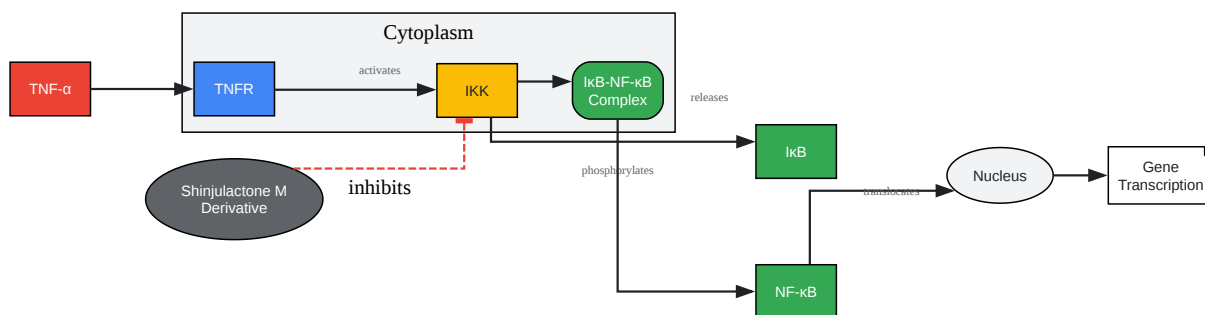 Cytoplasm
TNF-α
TNFR
activates
IKK
IκB-NF-κB
Complex
releases
IκB
phosphorylates
Shinjulactone M
Derivative
inhibits
Nucleus
translocates
Gene
Transcription
NF-κB